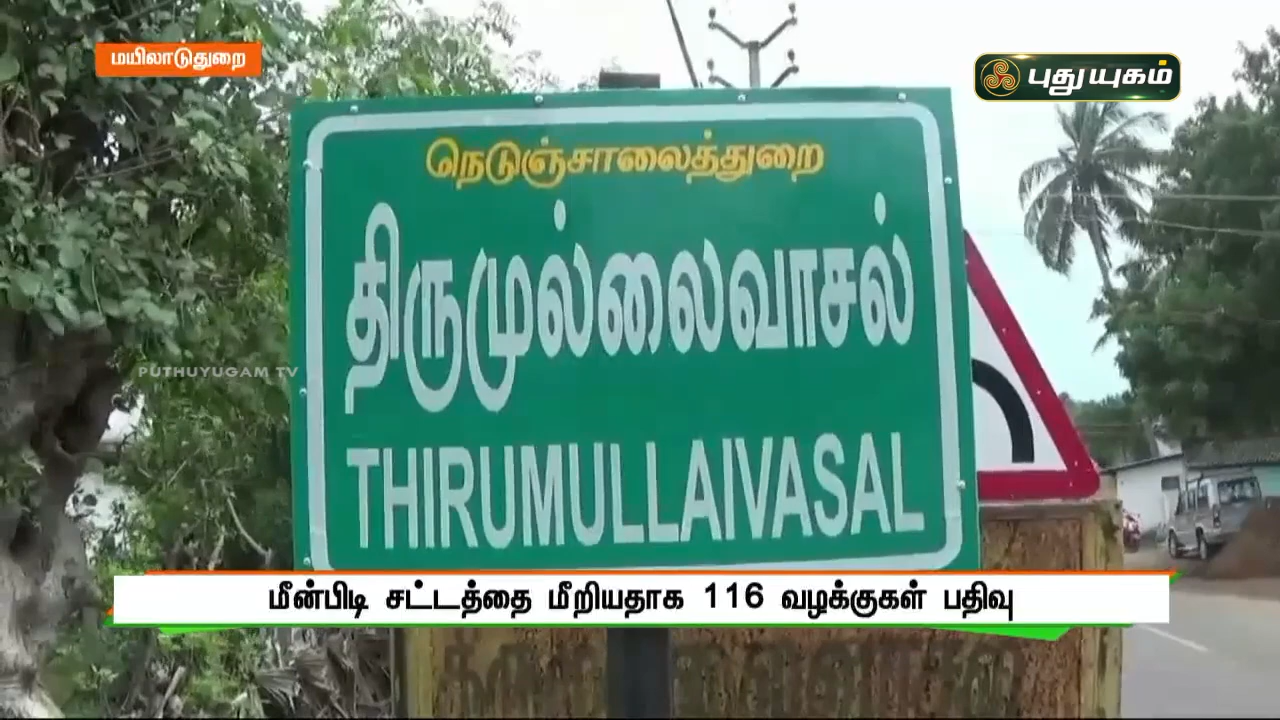 மயிலாடுதுறை
புதுயுகம்
நெடுஞ்சாலைத்துறை
திருமுல்லைவாசல்
PUTHUYUGAM TV
THIRUMULLAIVASAL
மீன்பிடி சட்டத்தை மீறியதாக 116 வழக்குகள் பதிவு